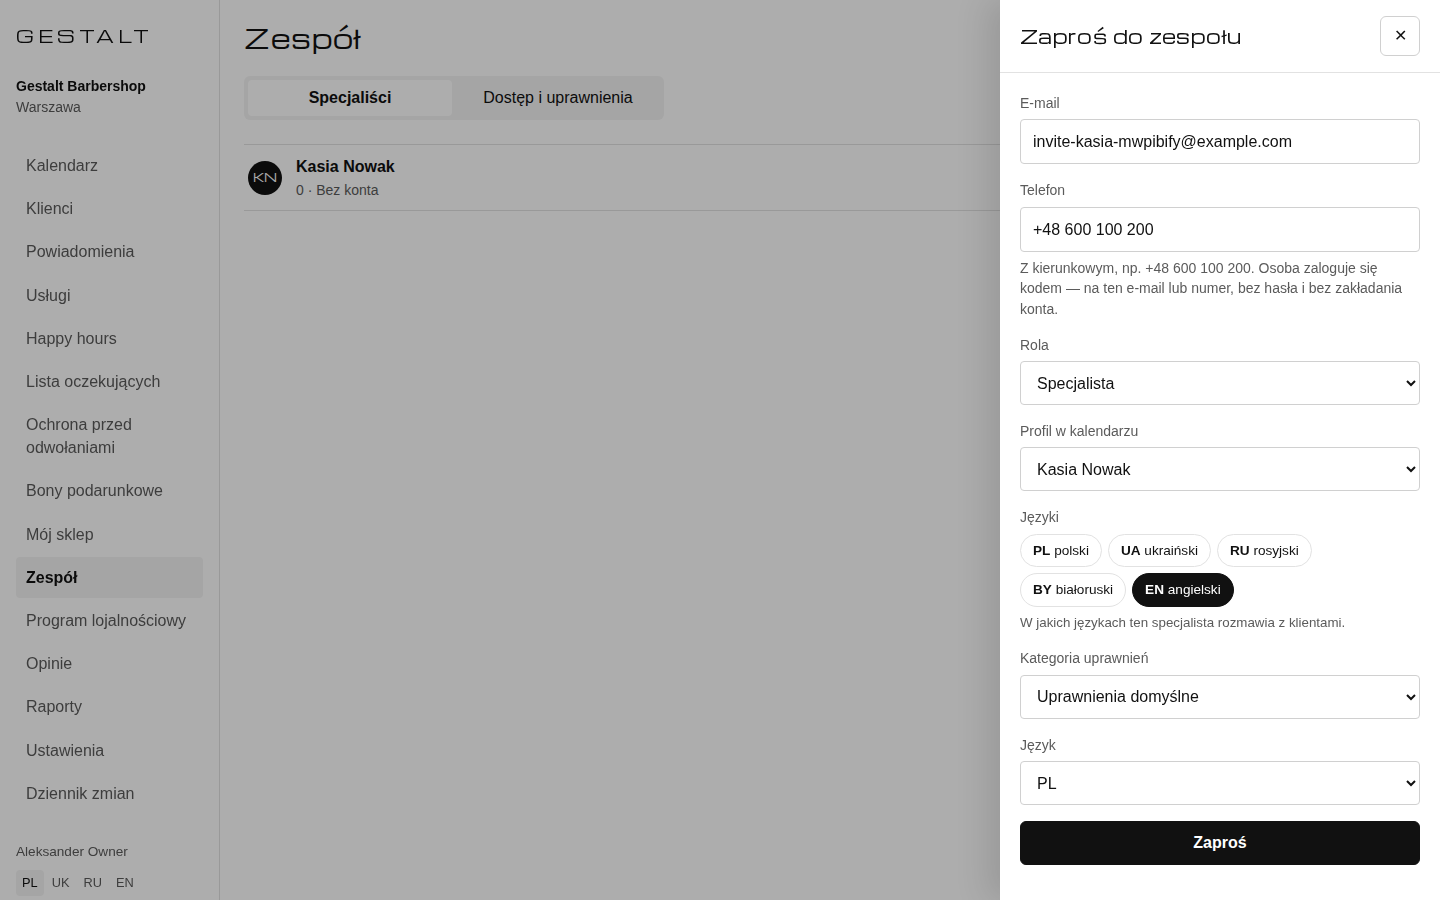 GESTALT
Gestalt Barbershop
Warszawa
Kalendarz
Klienci
Powiadomienia
Usługi
Happy hours
Lista oczekujących
Ochrona przed
odwołaniami
Bony podarunkowe
Mój sklep
Zespół
Program lojalnościowy
Opinie
Raporty
Ustawienia
Dziennik zmian
Aleksander Owner
PL UK RU EN
Zespół
Specjaliści Dostęp i uprawnienia
KN
Kasia Nowak
0 · Bez konta
Zaproś do zespołu
×
E-mail
invite-kasia-mwpibify@example.com
Telefon
+48 600 100 200
Z kierunkowym, np. +48 600 100 200. Osoba zaloguje się
kodem — na ten e-mail lub numer, bez hasła i bez zakładania
konta.
Rola
Specjalista
Profil w kalendarzu
Kasia Nowak
Języki
PL polski UA ukraiński RU rosyjski
BY białoruski EN angielski
W jakich językach ten specjalista rozmawia z klientami.
Kategoria uprawnień
Uprawnienia domyślne
Język
PL
Zaproś